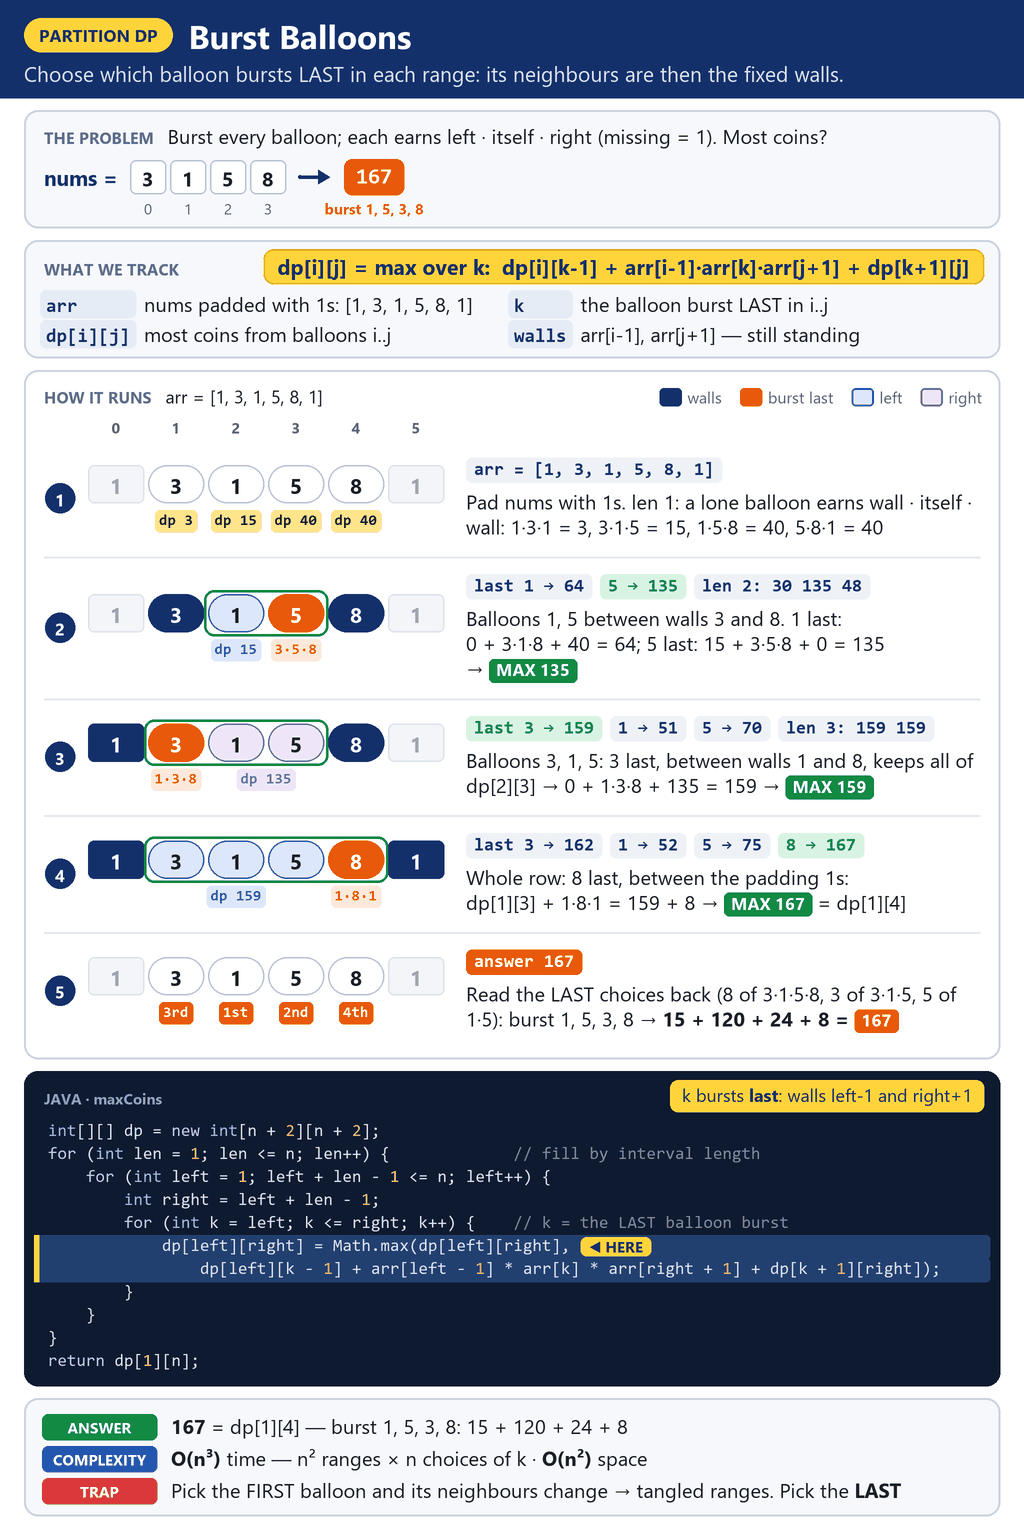 PARTITION DP Burst Balloons
Choose which balloon bursts LAST in each range: its neighbours are then the fixed walls.
THE PROBLEM Burst every balloon; each earns left · itself · right (missing = 1). Most coins?
nums = 3 1 5 8 → 167
0 1 2 3 burst 1, 5, 3, 8
WHAT WE TRACK dp[i][j] = max over k: dp[i][k-1] + arr[i-1]·arr[k]·arr[j+1] + dp[k+1][j]
arr nums padded with 1s: [1, 3, 1, 5, 8, 1] k the balloon burst LAST in i..j
dp[i][j] most coins from balloons i..j walls arr[i-1], arr[j+1] — still standing
HOW IT RUNS arr = [1, 3, 1, 5, 8, 1] walls burst last left right
0 1 2 3 4 5
1
1 3 1 5 8 1
dp 3 dp 15 dp 40 dp 40
arr = [1, 3, 1, 5, 8, 1]
Pad nums with 1s. len 1: a lone balloon earns wall · itself ·
wall: 1·3·1 = 3, 3·1·5 = 15, 1·5·8 = 40, 5·8·1 = 40
2
1 3 1 5 8 1
dp 15 3·5·8
last 1 → 64 5 → 135 len 2: 30 135 48
Balloons 1, 5 between walls 3 and 8. 1 last:
0 + 3·1·8 + 40 = 64; 5 last: 15 + 3·5·8 + 0 = 135
→ MAX 135
3
1 3 1 5 8 1
1·3·8 dp 135
last 3 → 159 1 → 51 5 → 70 len 3: 159 159
Balloons 3, 1, 5: 3 last, between walls 1 and 8, keeps all of
dp[2][3] → 0 + 1·3·8 + 135 = 159 → MAX 159
4
1 3 1 5 8 1
dp 159 1·8·1
last 3 → 162 1 → 52 5 → 75 8 → 167
Whole row: 8 last, between the padding 1s:
dp[1][3] + 1·8·1 = 159 + 8 → MAX 167 = dp[1][4]
5
1 3 1 5 8 1
3rd 1st 2nd 4th
answer 167
Read the LAST choices back (8 of 3·1·5·8, 3 of 3·1·5, 5 of
1·5): burst 1, 5, 3, 8 → 15 + 120 + 24 + 8 = 167
JAVA · maxCoins k bursts last: walls left-1 and right+1
int[][] dp = new int[n + 2][n + 2];
for (int len = 1; len <= n; len++) { // fill by interval length
for (int left = 1; left + len - 1 <= n; left++) {
int right = left + len - 1;
for (int k = left; k <= right; k++) { // k = the LAST balloon burst
dp[left][right] = Math.max(dp[left][right], ◀ HERE
dp[left][k - 1] + arr[left - 1] * arr[k] * arr[right + 1] + dp[k + 1][right]);
}
}
}
return dp[1][n];
ANSWER 167 = dp[1][4] — burst 1, 5, 3, 8: 15 + 120 + 24 + 8
COMPLEXITY O(n³) time — n² ranges × n choices of k · O(n²) space
TRAP Pick the FIRST balloon and its neighbours change → tangled ranges. Pick the LAST